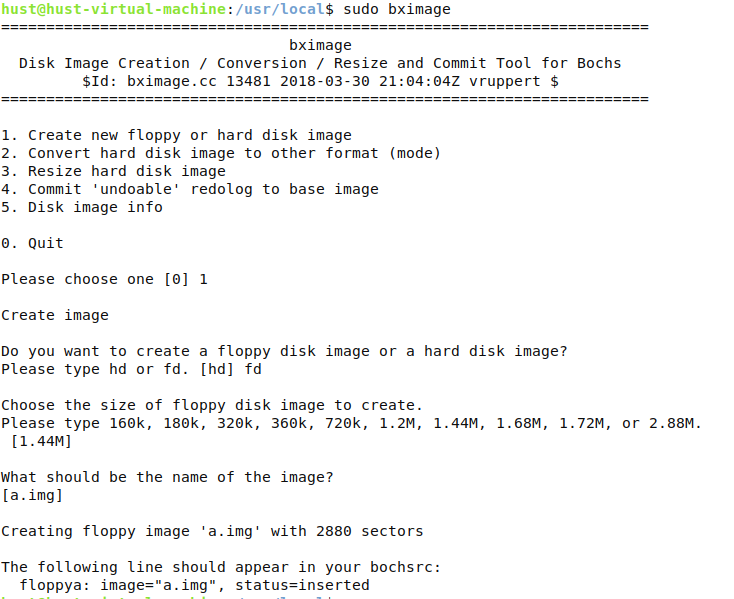 hust@hust-virtual-machine:/usr/local$ sudo bximage
========================================================================
                                bximage
  Disk Image Creation / Conversion / Resize and Commit Tool for Bochs
         $Id: bximage.cc 13481 2018-03-30 21:04:04Z vruppert $
========================================================================

1. Create new floppy or hard disk image
2. Convert hard disk image to other format (mode)
3. Resize hard disk image
4. Commit 'undoable' redolog to base image
5. Disk image info

0. Quit

Please choose one [0] 1

Create image

Do you want to create a floppy disk image or a hard disk image?
Please type hd or fd. [hd] fd

Choose the size of floppy disk image to create.
Please type 160k, 180k, 320k, 360k, 720k, 1.2M, 1.44M, 1.68M, 1.72M, or 2.88M.
 [1.44M]

What should be the name of the image?
[a.img]

Creating floppy image 'a.img' with 2880 sectors

The following line should appear in your bochsrc:
  floppya: image="a.img", status=inserted